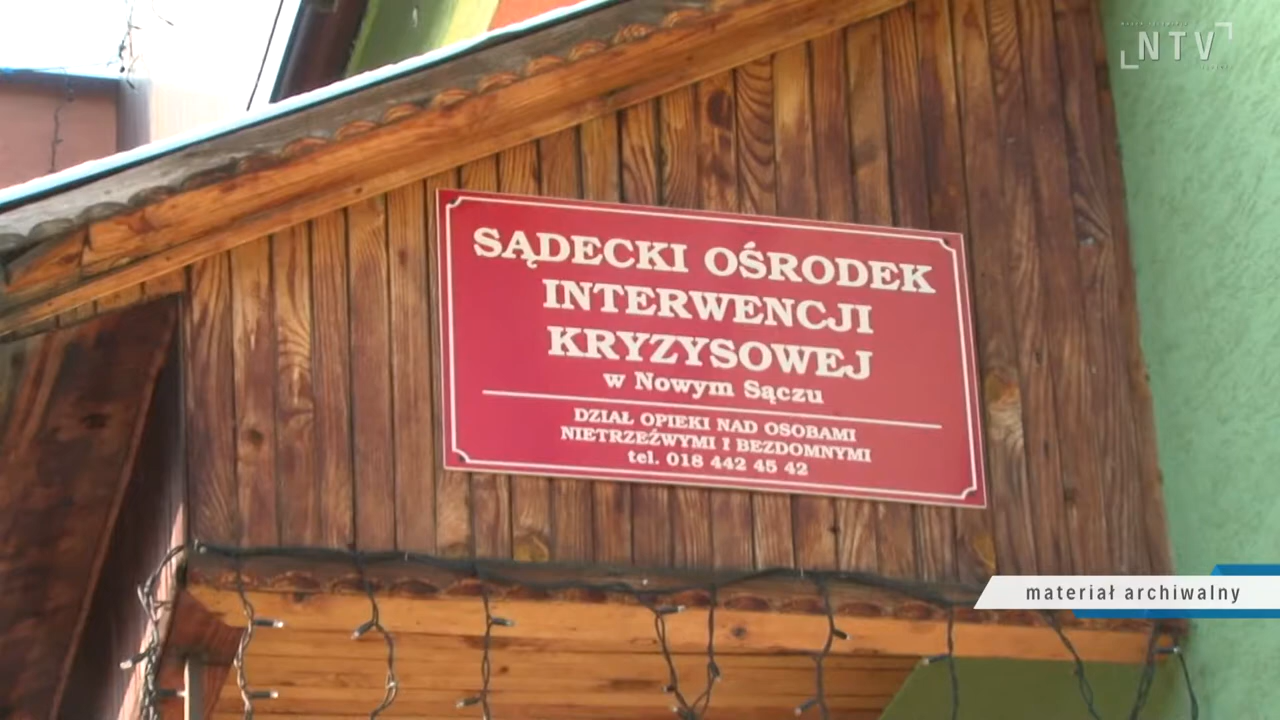 NTV
SĄDECKI OŚRODEK
INTERWENCJI
KRYZYSOWEJ
w Nowym Sączu
DZIAŁ OPIEKI NAD OSOBAMI
NIETRZEŹWYMI I BEZDOMNYMI
tel. 018 442 45 42
materiał archiwalny